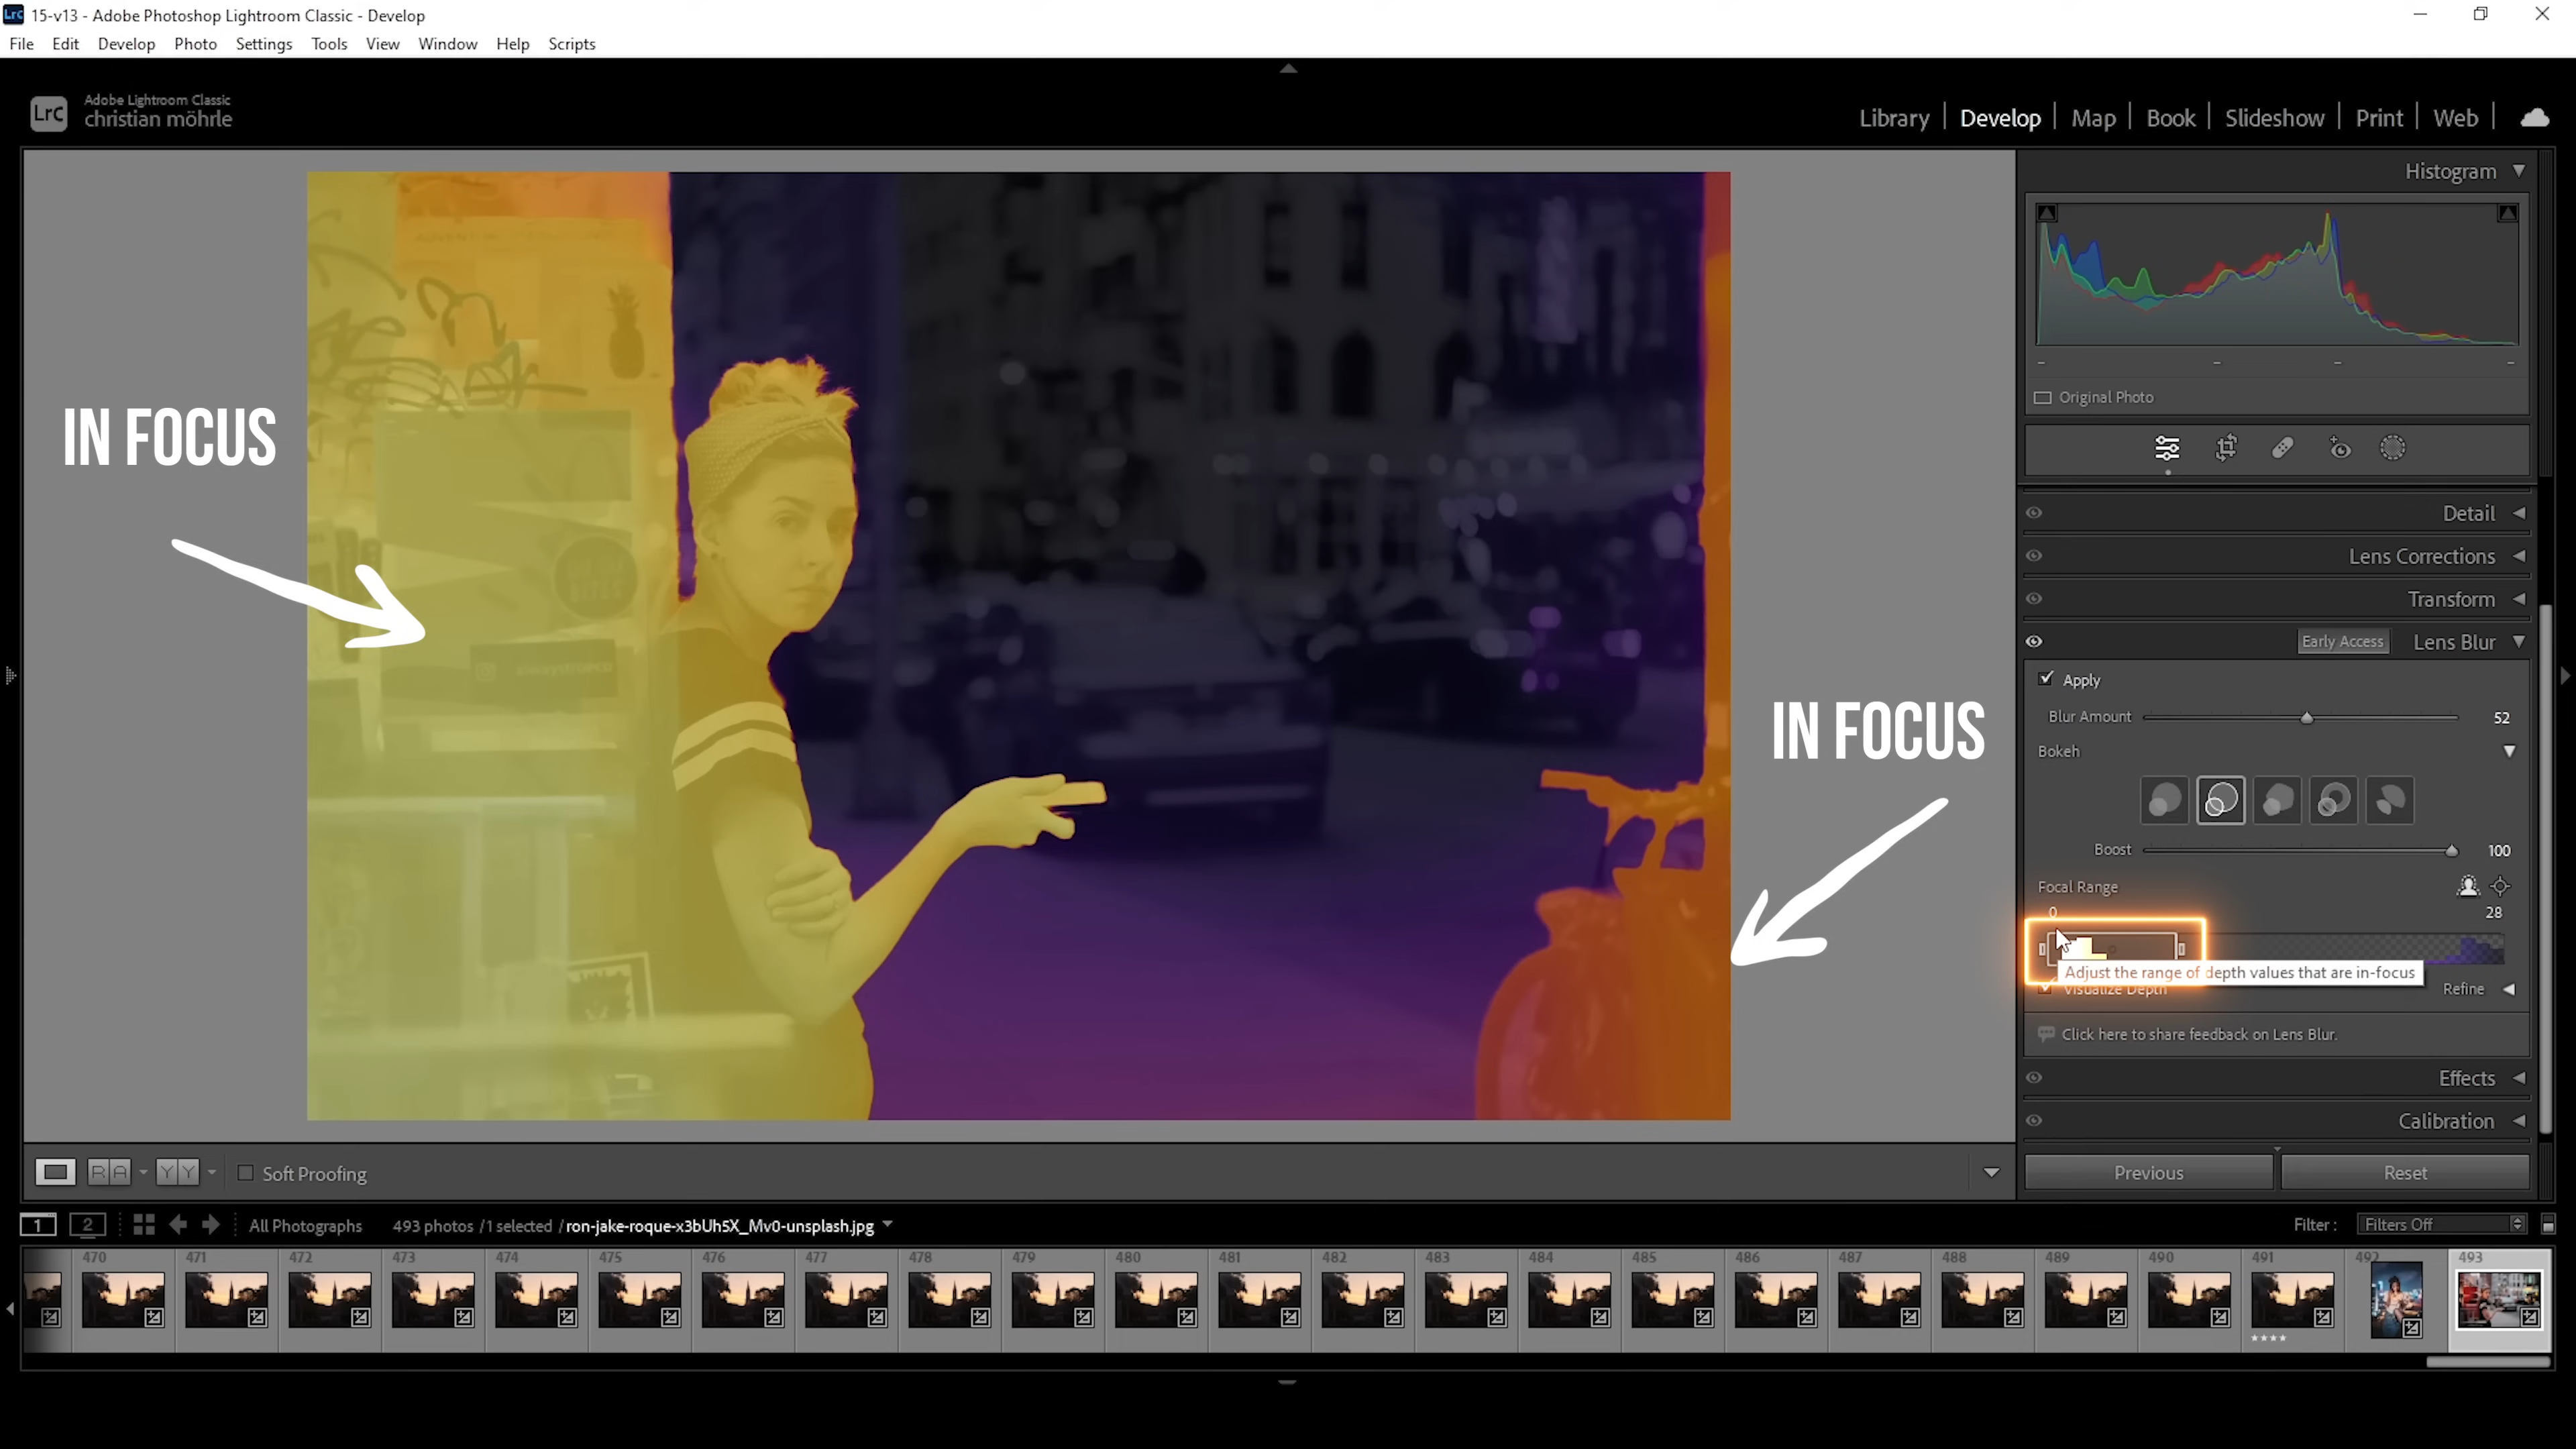 Lrc 15-v13 - Adobe Photoshop Lightroom Classic - Develop
File Edit Develop Photo Settings Tools View Window Help Scripts
Lrc Adobe Lightroom Classic
christian möhrle
Library | Develop | Map | Book | Slideshow | Print | Web |
Histogram
Original Photo
IN FOCUS
Detail
Lens Corrections
Transform
Early Access Lens Blur
Apply
Blur Amount 52
IN FOCUS
Bokeh
Boost 100
Focal Range
0 28
Adjust the range of depth values that are in-focus
Visualize Depth Refine
Click here to share feedback on Lens Blur.
Effects
Calibration
R A Y Y Soft Proofing
Previous Reset
1 2 All Photographs 493 photos / 1 selected / ron-jake-roque-x3bUh5X_Mv0-unsplash.jpg Filter : Filters Off
470 471 472 473 474 475 476 477 478 479 480 481 482 483 484 485 486 487 488 489 490 491 492 493